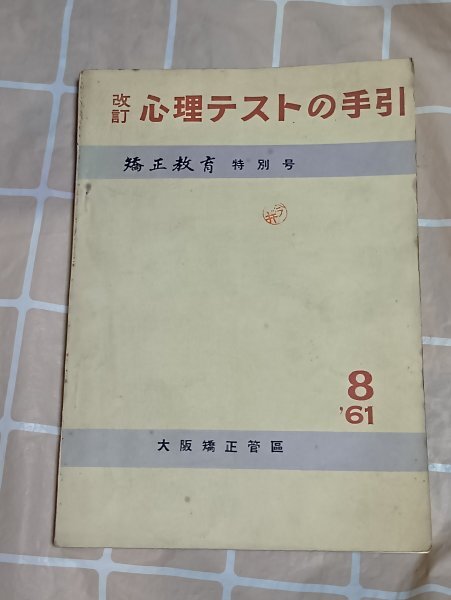 改訂 心理テストの手引
矯正教育 特別号
8
'61
大阪矯正管區